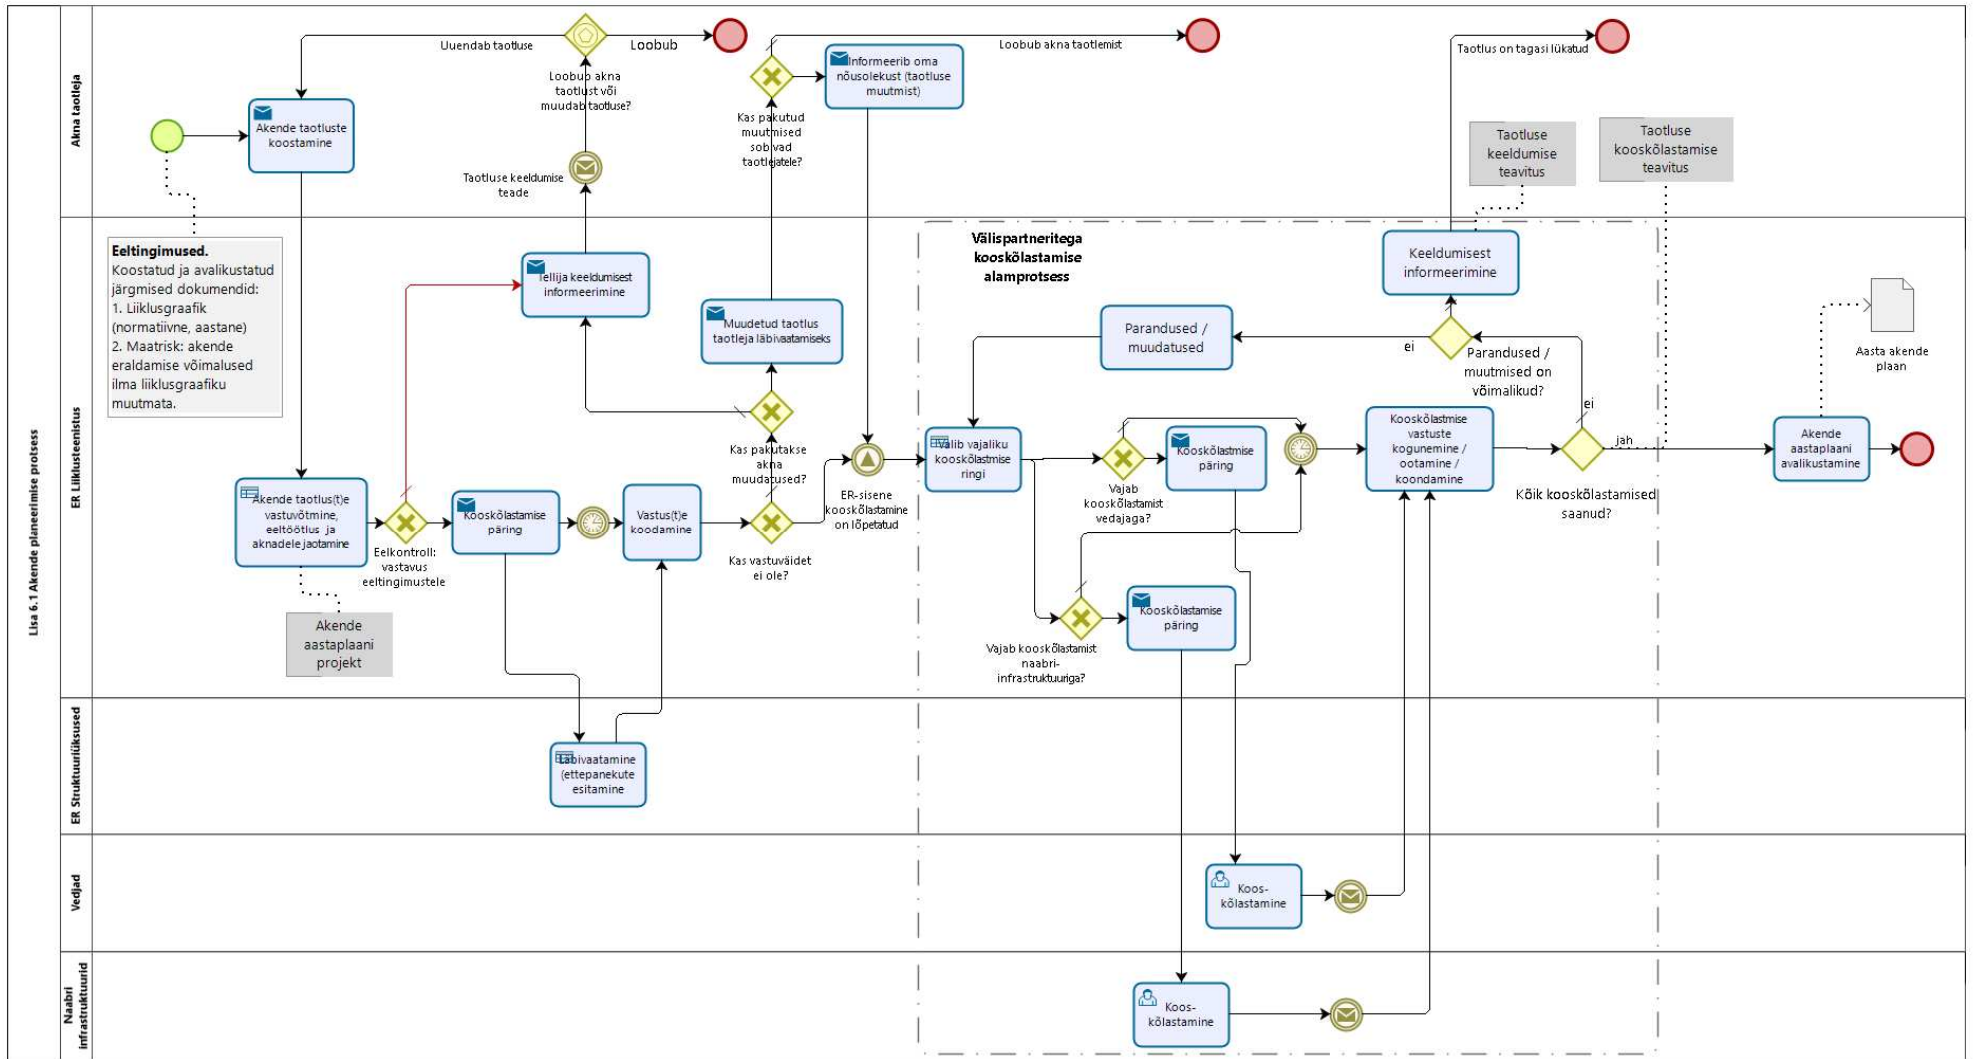 Lisa 6.1 Akende planeerimise protsess
Akna taotleja
Uuendab taotluse
Loobub
Loobub akna
taotlust või
muudab taotluse?
Akende taotluste
koostamine
Taotluse keeldumise
teade
Kas pakutud
muutmised
sobivad
taotlejatele?
Informeerib oma
nõusolekust (taotluse
muutmist)
Loobub akna taotlemist
Taotlus on tagasi lükatud
Taotluse
keeldumise
teavitus
Taotluse
kooskõlastamise
teavitus
ER Liiklusteenistus
Eeltingimused.
Koostatud ja avalikustatud
järgmised dokumendid:
1. Liiklusgraafik
(normatiivne, aastane)
2. Maatrisk: akende
eraldamise võimalused
ilma liiklusgraafiku
muutmata.
Tellija keeldumisest
informeerimine
Muudetud taotlus
taotleja läbivaatamiseks
Kas pakutakse
akna
muudatused?
Akende taotlus(t)e
vastuvõtmine,
eeltöötlus ja
aknadele jaotamine
Eelkontroll:
vastavus
eeltingimustele
Kooskõlastamise
päring
Vastus(t)e
koodamine
Kas vastuväidet
ei ole?
ER-sisene
kooskõlastamine
on lõpetatud
Akende
aastaplaani
projekt
Välispartneritega
kooskõlastamise
alamprotsess
Keeldumisest
informeerimine
Parandused /
muudatused
ei
Parandused /
muutmised on
võimalikud?
Valib vajaliku
kooskõlastmise
ringi
Vajab
kooskõlastamist
vedajaga?
Kooskõlastmise
päring
Kooskõlastmise
vastuste
kogunemine /
ootamine /
koondamine
ei
jah
Kõik kooskõlastamised
saanud?
Vajab kooskõlastamist
naabri-
infrastruktuuriga?
Kooskõlastamise
päring
Aasta akende
plaan
Akende
aastaplaani
avalikustamine
ER Struktuuriüksused
Läbivaatamine
(ettepanekute
esitamine
Vedjad
Koos-
kõlastamine
Naabri
infrastruktuurid
Koos-
kõlastamine